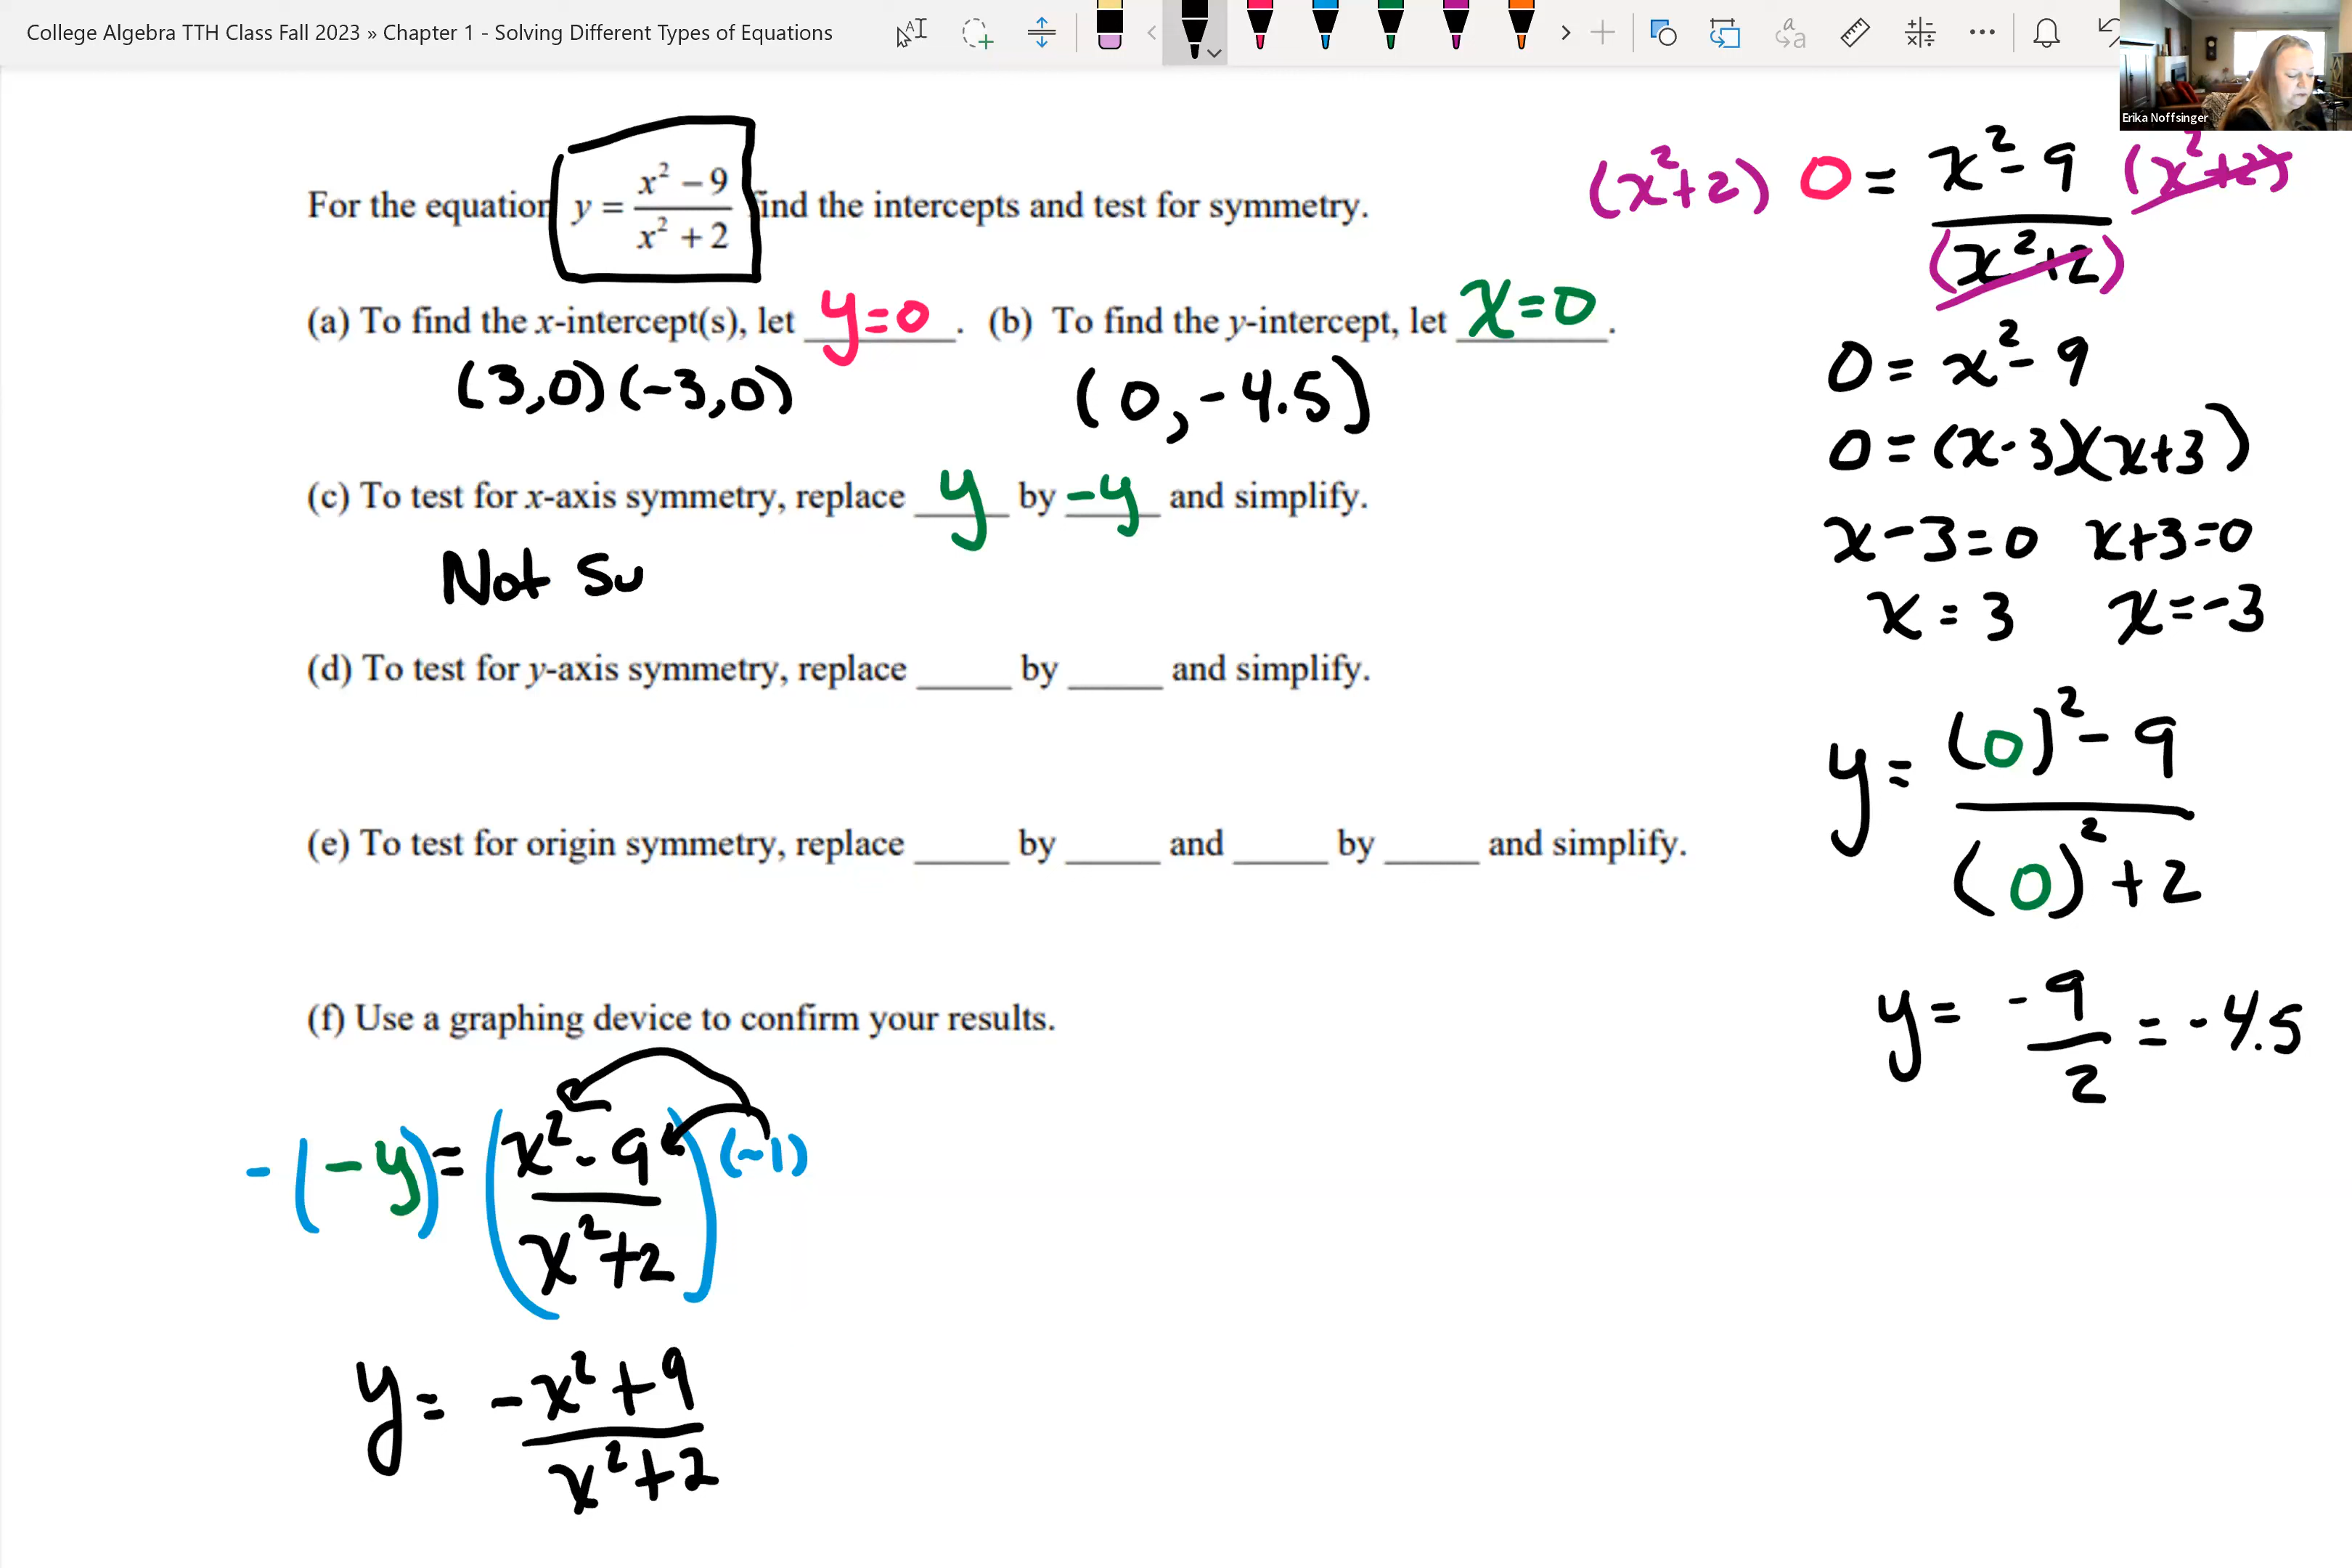 College Algebra TTH Class Fall 2023 » Chapter 1 - Solving Different Types of Equations
Erika Noffsinger
For the equation y = (x² − 9)/(x² + 2) find the intercepts and test for symmetry.
(a) To find the x-intercept(s), let y=0. (b) To find the y-intercept, let x=0.
(3,0)(-3,0) (0,-4.5)
(c) To test for x-axis symmetry, replace y by -y and simplify.
Not Su
(d) To test for y-axis symmetry, replace _____ by _____ and simplify.
(e) To test for origin symmetry, replace _____ by _____ and _____ by _____ and simplify.
(f) Use a graphing device to confirm your results.
-(-y) = ((x²-9)/(x²+2))(-1)
y = (-x²+9)/(x²+2)
(x²+2) 0 = (x²-9)/(x²+2) (x²+2)
0 = x²-9
0 = (x-3)(x+3)
x-3=0 x+3=0
x=3 x=-3
y = ((0)²-9)/((0)²+2)
y = -9/2 = -4.5